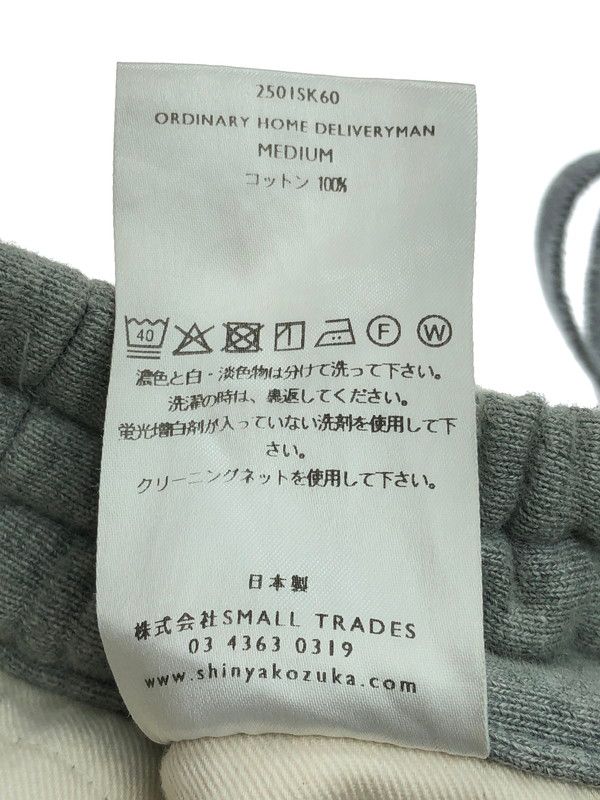 2501SK60
ORDINARY HOME DELIVERYMAN
MEDIUM
コットン 100%
40 F W
濃色と白・淡色物は分けて洗って下さい。
洗濯の時は、裏返してください。
蛍光増白剤が入っていない洗剤を使用して下
さい。
クリーニングネットを使用して下さい。
日本製
株式会社SMALL TRADES
03 4363 0319
www.shinyakozuka.com